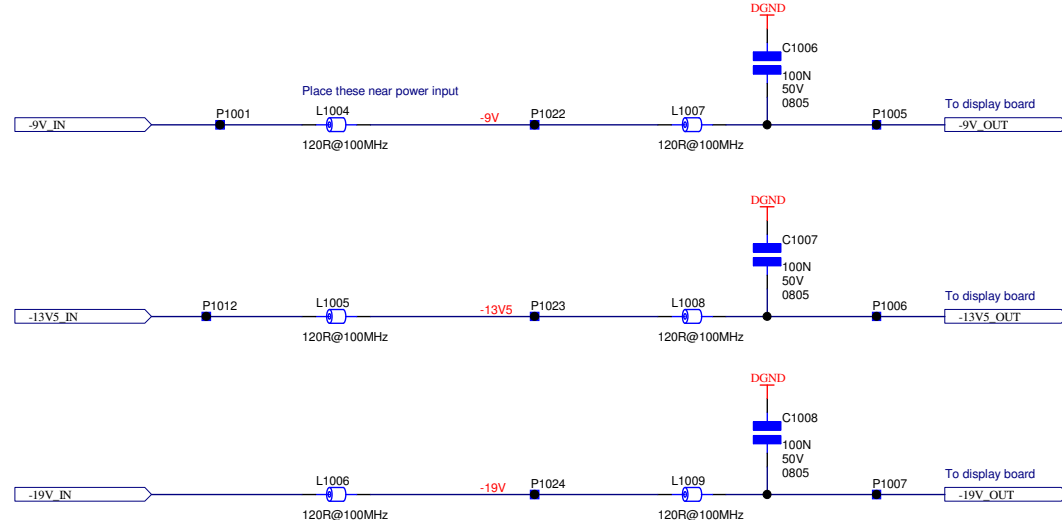 DGND
C1006
100N
50V
0805
Place these near power input
To display board
P1001
L1004
-9V
P1022
L1007
P1005
-9V_IN
-9V_OUT
120R@100MHz
120R@100MHz
DGND
C1007
100N
50V
0805
To display board
P1012
L1005
-13V5
P1023
L1008
P1006
-13V5_IN
-13V5_OUT
120R@100MHz
120R@100MHz
DGND
C1008
100N
50V
0805
To display board
L1006
-19V
P1024
L1009
P1007
-19V_IN
-19V_OUT
120R@100MHz
120R@100MHz